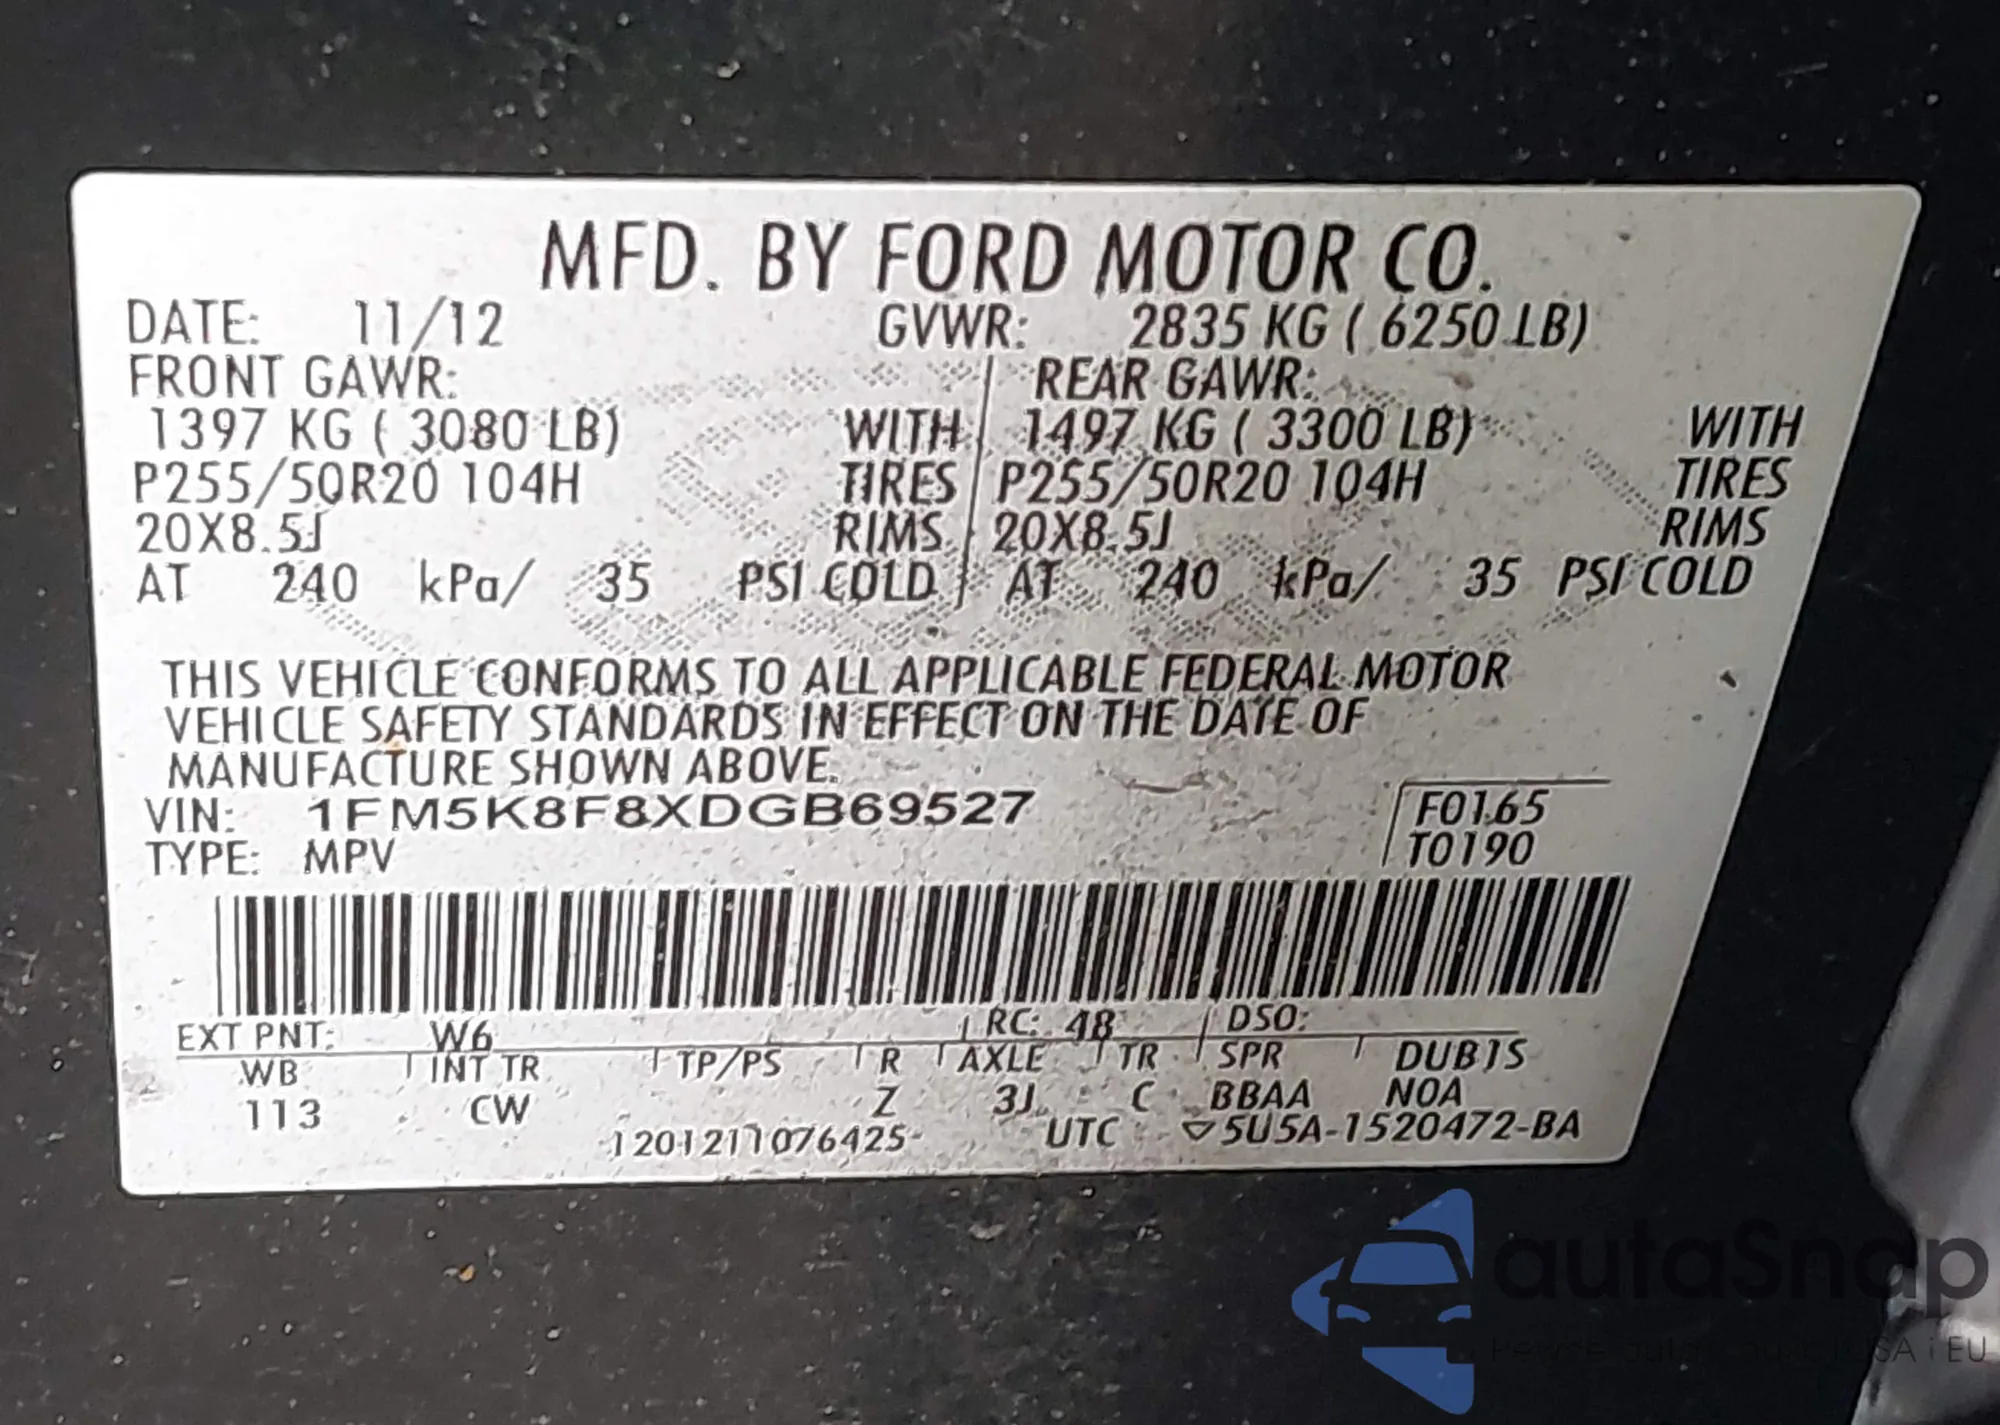 MFD. BY FORD MOTOR CO.
DATE: 11/12 GVWR: 2835 KG ( 6250 LB)
FRONT GAWR: REAR GAWR:
1397 KG ( 3080 LB) WITH 1497 KG ( 3300 LB) WITH
P255/50R20 104H TIRES P255/50R20 104H TIRES
20X8.5J RIMS 20X8.5J RIMS
AT 240 kPa/ 35 PSI COLD AT 240 kPa/ 35 PSI COLD
THIS VEHICLE CONFORMS TO ALL APPLICABLE FEDERAL MOTOR
VEHICLE SAFETY STANDARDS IN EFFECT ON THE DATE OF
MANUFACTURE SHOWN ABOVE.
VIN: 1FM5K8F8XDGB69527 F0165
TYPE: MPV T0190
EXT PNT: W6 RC: 48 DSO:
WB INT TR TP/PS R AXLE TR SPR DUB1S
113 CW Z 3J C BBAA NOA
1201211076425 UTC ▽5U5A-1520472-BA
autaSnap
USA i EU